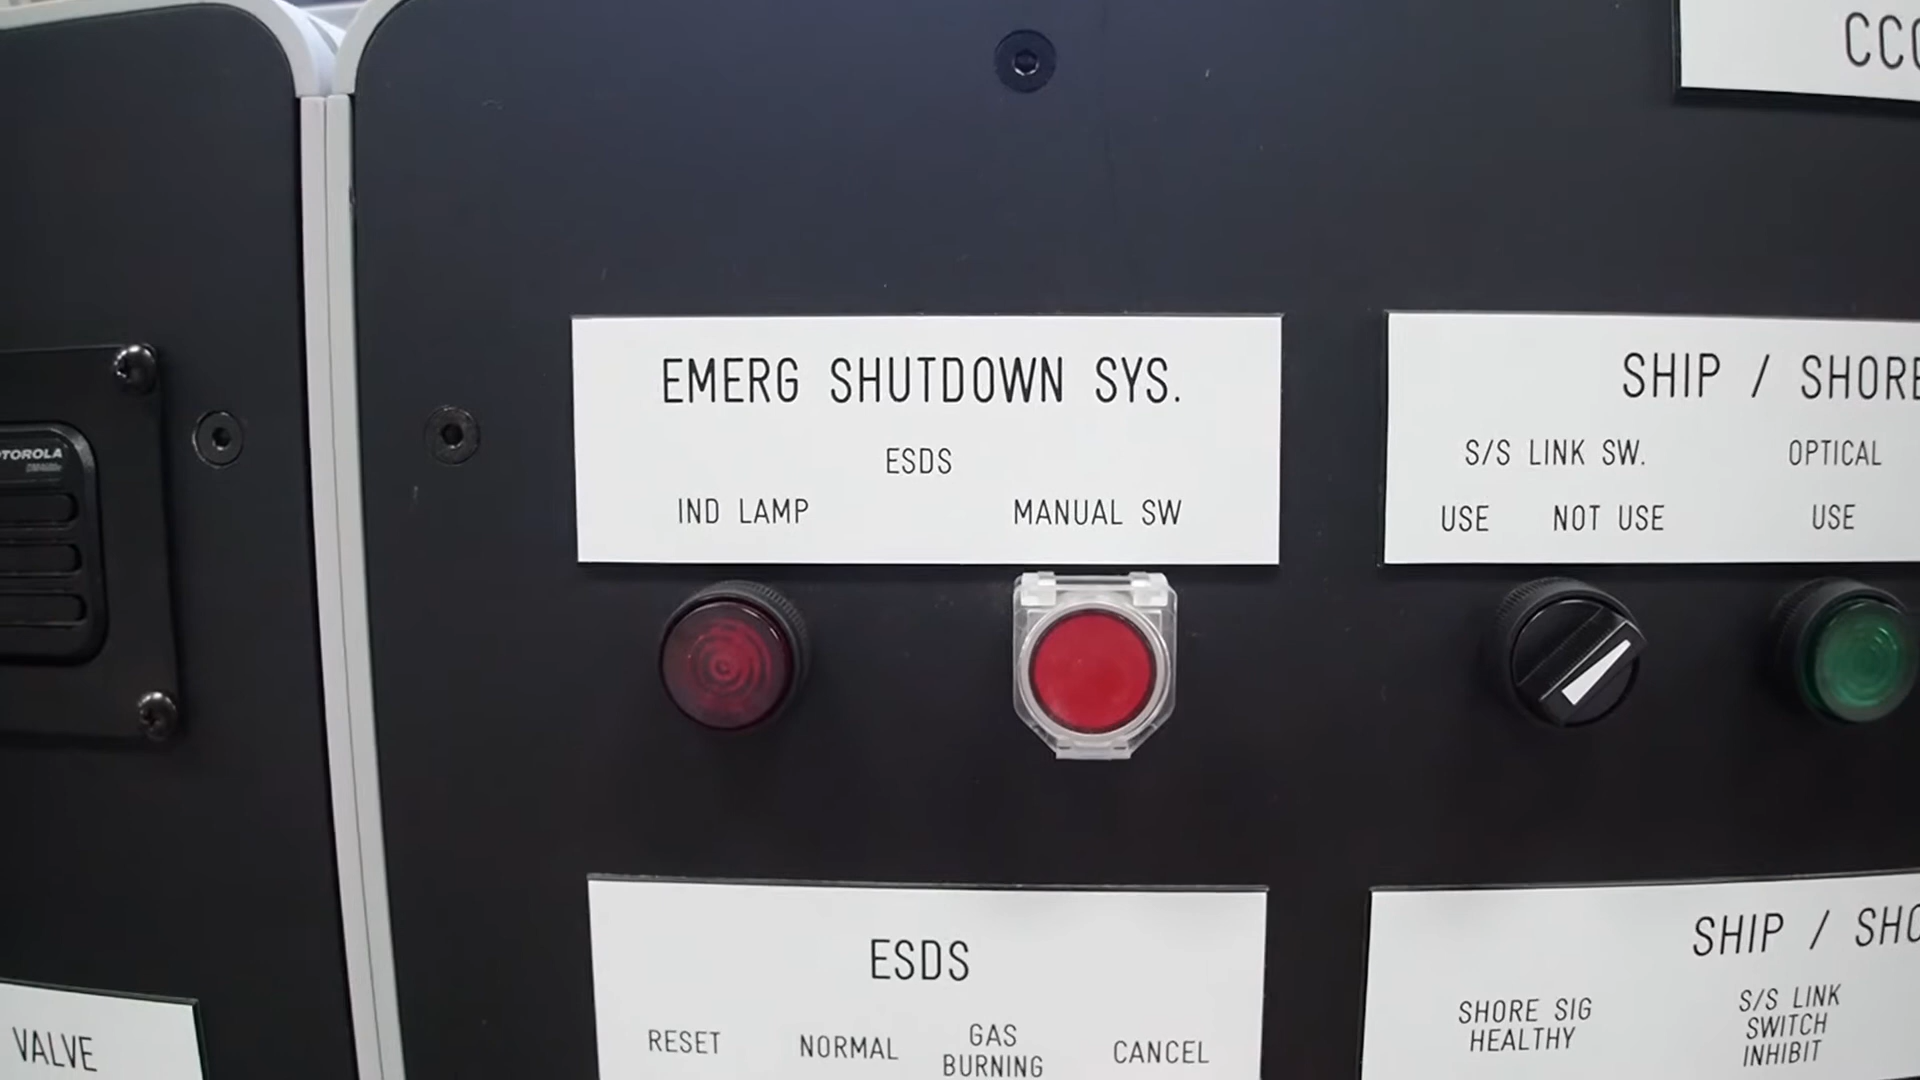 CC
EMERG SHUTDOWN SYS.
ESDS
IND LAMP MANUAL SW
SHIP / SHORE
S/S LINK SW. OPTICAL
USE NOT USE USE
TOROLA
ESDS
RESET NORMAL GAS BURNING CANCEL
SHIP / SHO
SHORE SIG HEALTHY
S/S LINK SWITCH INHIBIT
VALVE